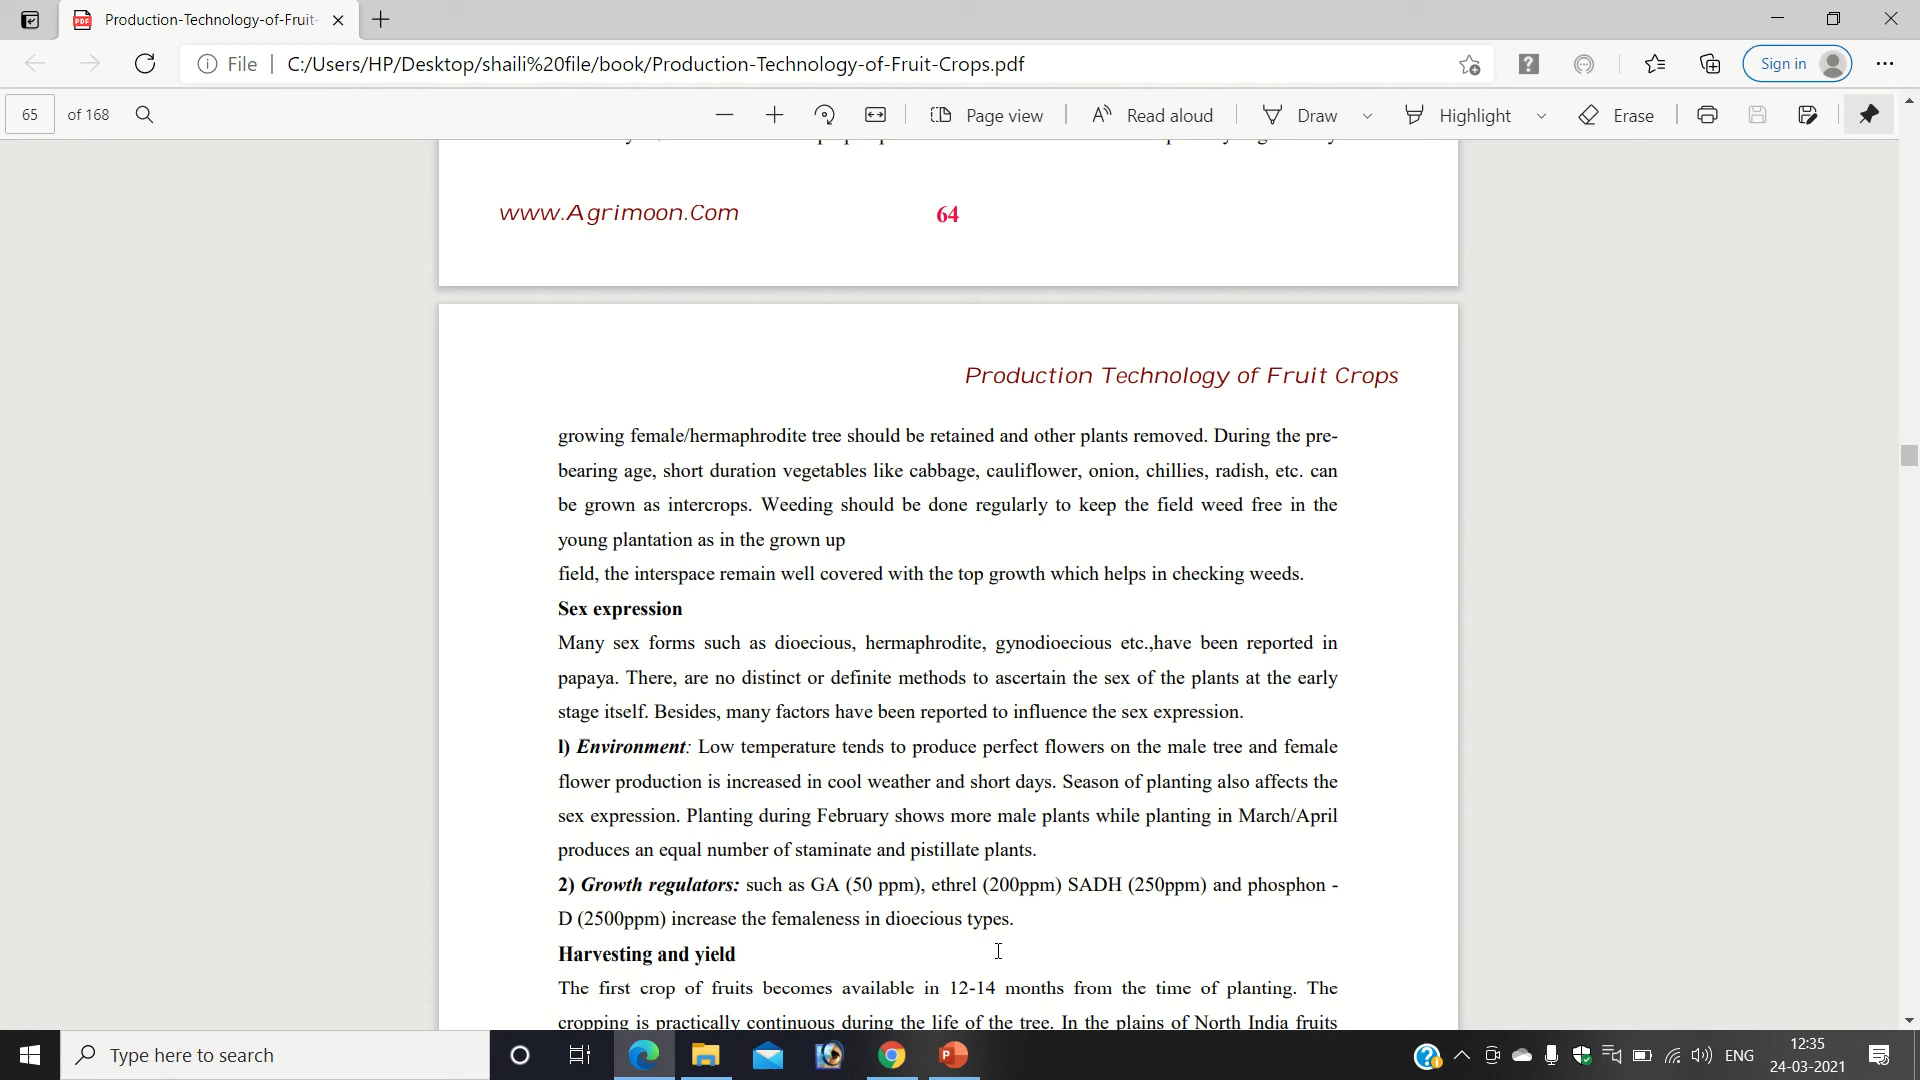 Production-Technology-of-Fruit-
File
C:/Users/HP/Desktop/shaili%20file/book/Production-Technology-of-Fruit-Crops.pdf
Sign in
65 of 168
Page view
Read aloud
Draw
Highlight
Erase
www.Agrimoon.Com
64
Production Technology of Fruit Crops
growing female/hermaphrodite tree should be retained and other plants removed. During the pre-
bearing age, short duration vegetables like cabbage, cauliflower, onion, chillies, radish, etc. can
be grown as intercrops. Weeding should be done regularly to keep the field weed free in the
young plantation as in the grown up
field, the interspace remain well covered with the top growth which helps in checking weeds.
Sex expression
Many sex forms such as dioecious, hermaphrodite, gynodioecious etc.,have been reported in
papaya. There, are no distinct or definite methods to ascertain the sex of the plants at the early
stage itself. Besides, many factors have been reported to influence the sex expression.
l) Environment: Low temperature tends to produce perfect flowers on the male tree and female
flower production is increased in cool weather and short days. Season of planting also affects the
sex expression. Planting during February shows more male plants while planting in March/April
produces an equal number of staminate and pistillate plants.
2) Growth regulators: such as GA (50 ppm), ethrel (200ppm) SADH (250ppm) and phosphon -
D (2500ppm) increase the femaleness in dioecious types.
Harvesting and yield
The first crop of fruits becomes available in 12-14 months from the time of planting. The
cropping is practically continuous during the life of the tree. In the plains of North India fruits
Type here to search
ENG
12:35
24-03-2021